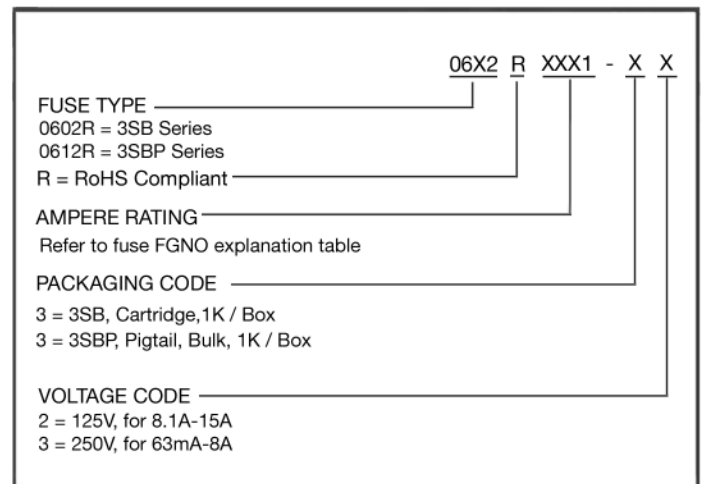 06X2 R XXX1 - X X
FUSE TYPE
0602R = 3SB Series
0612R = 3SBP Series
R = RoHS Compliant
AMPERE RATING
Refer to fuse FGNO explanation table
PACKAGING CODE
3 = 3SB, Cartridge,1K / Box
3 = 3SBP, Pigtail, Bulk, 1K / Box
VOLTAGE CODE
2 = 125V, for 8.1A-15A
3 = 250V, for 63mA-8A